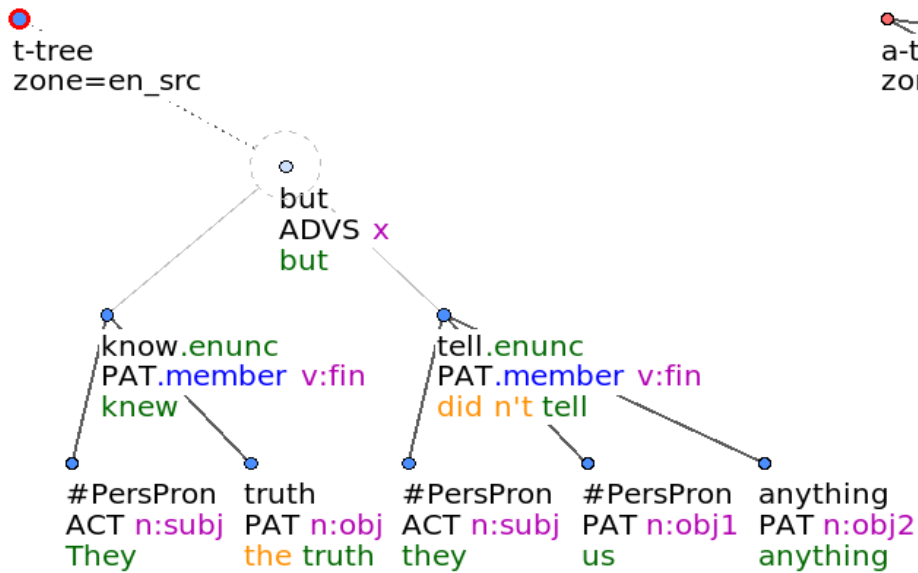 t-tree
zone=en_src
a-t
zor
but
ADVS x
but
know.enunc
PAT.member v:fin
knew
tell.enunc
PAT.member v:fin
did n't tell
#PersPron
ACT n:subj
They
truth
PAT n:obj
the truth
#PersPron
ACT n:subj
they
#PersPron
PAT n:obj1
us
anything
PAT n:obj2
anything